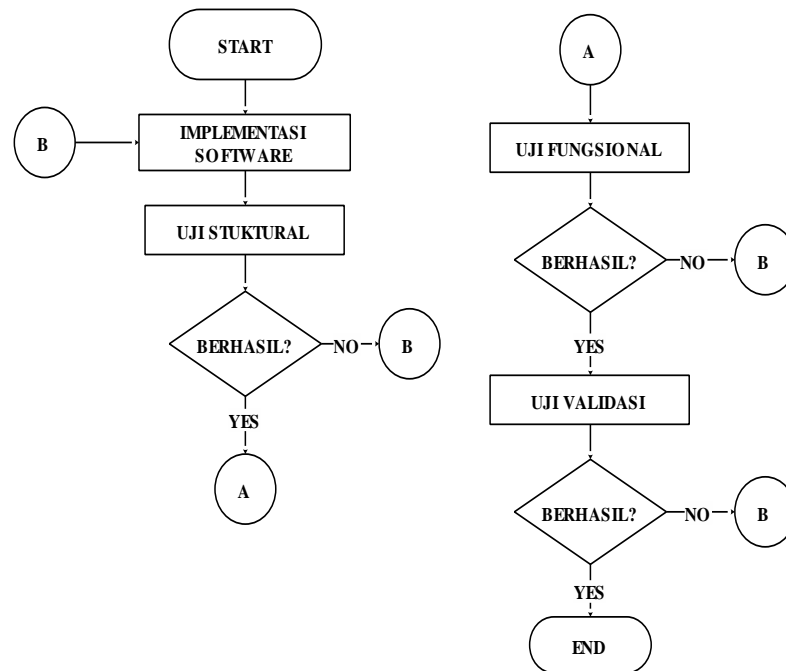 START
B
IMPLEMENTASI
SOFTWARE
UJI STUKTURAL
BERHASIL?
NO
B
YES
A
A
UJI FUNGSIONAL
BERHASIL?
NO
B
YES
UJI VALIDASI
BERHASIL?
NO
B
YES
END